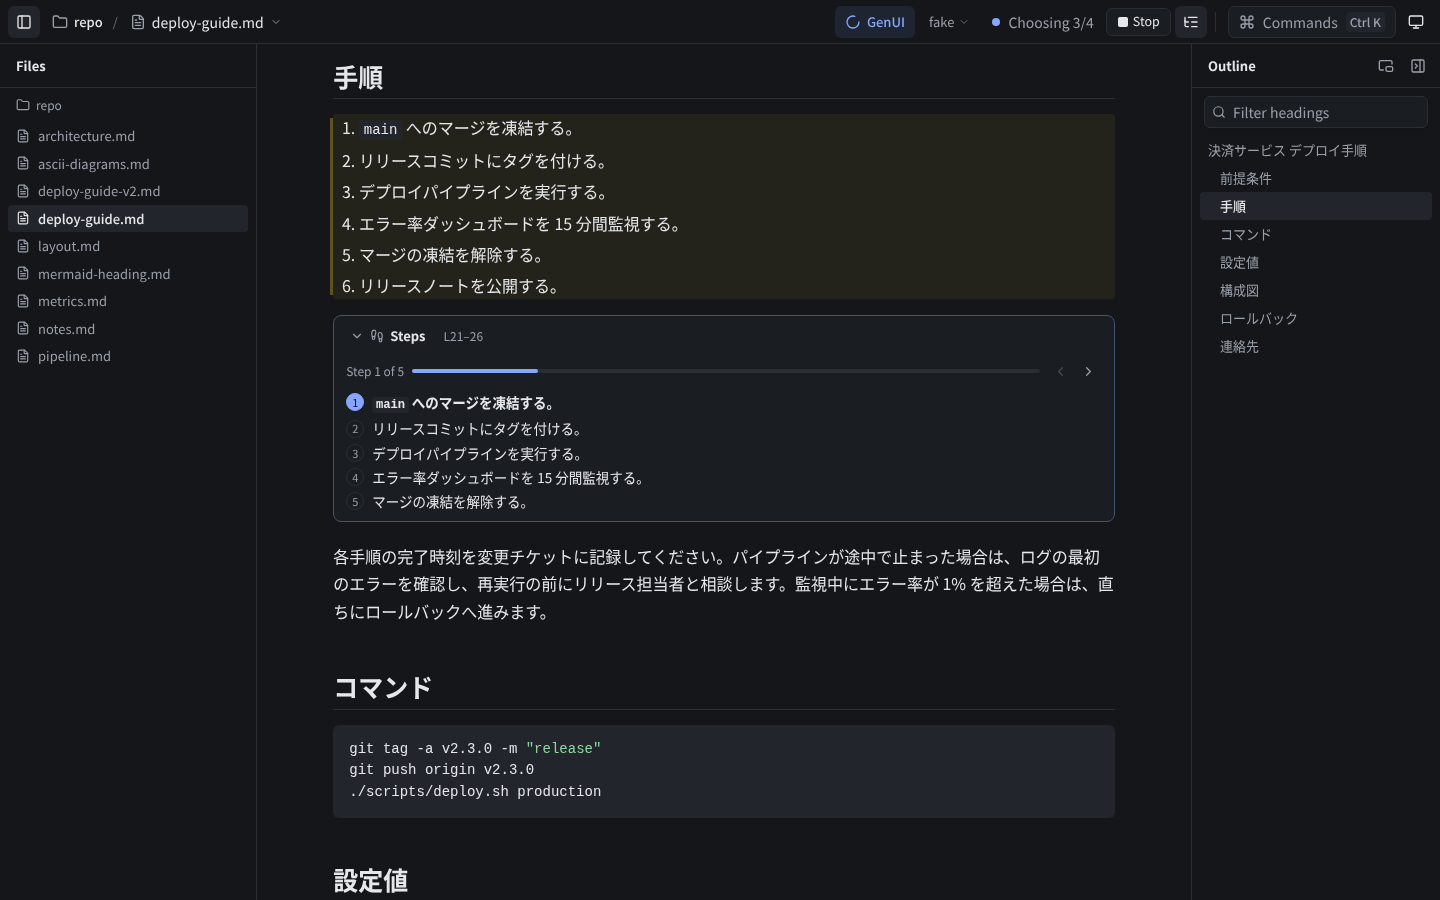 repo / deploy-guide.md
GenUI
fake
Choosing 3/4
Stop
Commands Ctrl K
Files
repo
architecture.md
ascii-diagrams.md
deploy-guide-v2.md
deploy-guide.md
layout.md
mermaid-heading.md
metrics.md
notes.md
pipeline.md
手順
1. main へのマージを凍結する。
2. リリースコミットにタグを付ける。
3. デプロイパイプラインを実行する。
4. エラー率ダッシュボードを 15 分間監視する。
5. マージの凍結を解除する。
6. リリースノートを公開する。
Steps L21–26
Step 1 of 5
1 main へのマージを凍結する。
2 リリースコミットにタグを付ける。
3 デプロイパイプラインを実行する。
4 エラー率ダッシュボードを 15 分間監視する。
5 マージの凍結を解除する。
各手順の完了時刻を変更チケットに記録してください。パイプラインが途中で止まった場合は、ログの最初
のエラーを確認し、再実行の前にリリース担当者と相談します。監視中にエラー率が 1% を超えた場合は、直
ちにロールバックへ進みます。
コマンド
git tag -a v2.3.0 -m "release"
git push origin v2.3.0
./scripts/deploy.sh production
設定値
Outline
Filter headings
決済サービス デプロイ手順
前提条件
手順
コマンド
設定値
構成図
ロールバック
連絡先